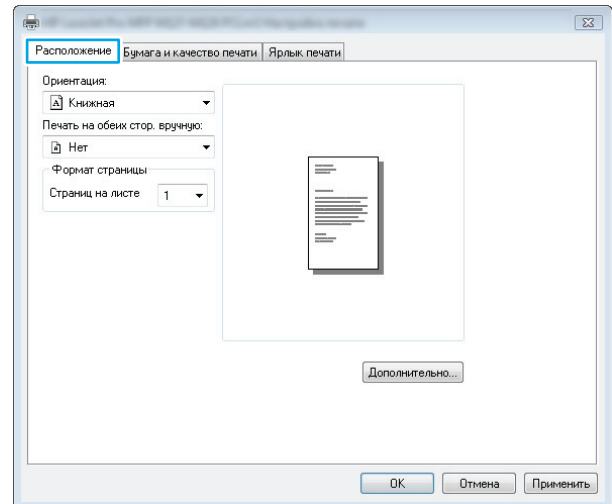 Расположение Бумага и качество печати Ярлык печати
Ориентация:
Книжная
Печать на обеих стор. вручную:
Нет
Формат страницы
Страниц на листе 1
Дополнительно...
OK Отмена Применить